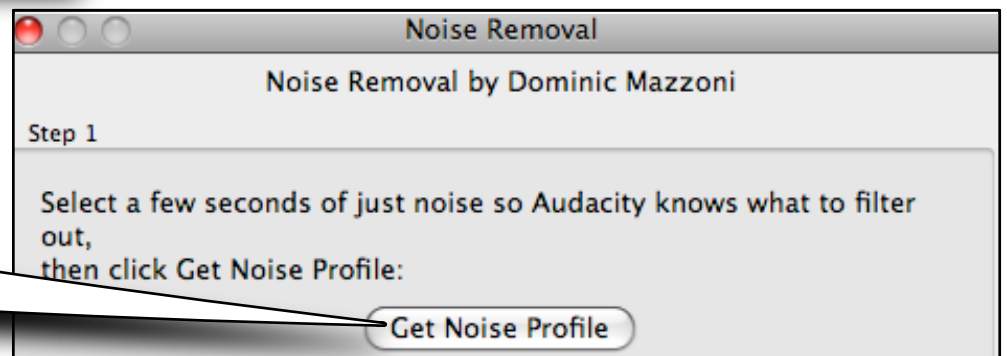 Noise Removal
Noise Removal by Dominic Mazzoni
Step 1
Select a few seconds of just noise so Audacity knows what to filter
out,
then click Get Noise Profile:
Get Noise Profile